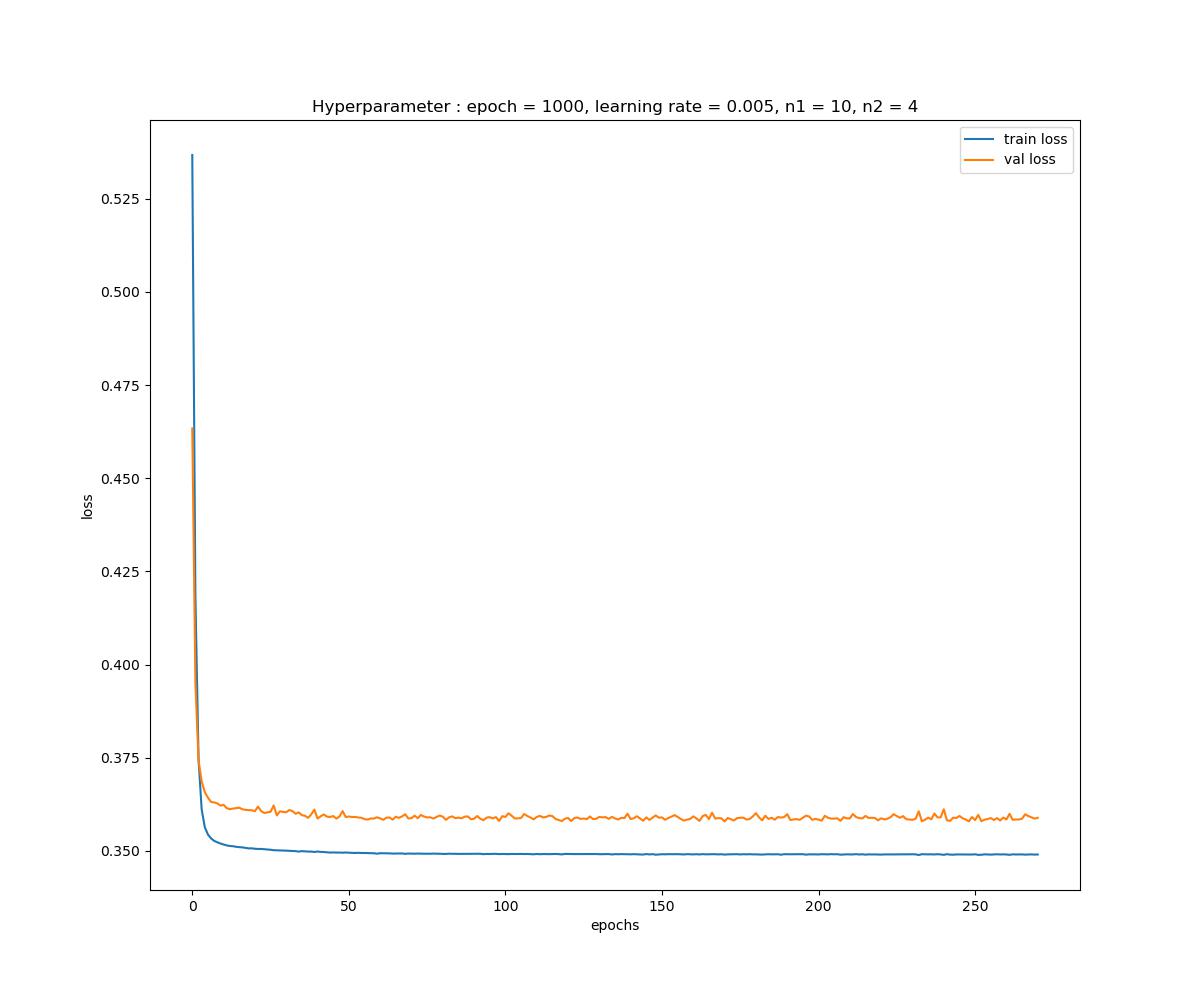 Hyperparameter : epoch = 1000, learning rate = 0.005, n1 = 10, n2 = 4
train loss
val loss
0.525
0.500
0.475
0.450
0.425
0.400
0.375
0.350
loss
0 50 100 150 200 250
epochs